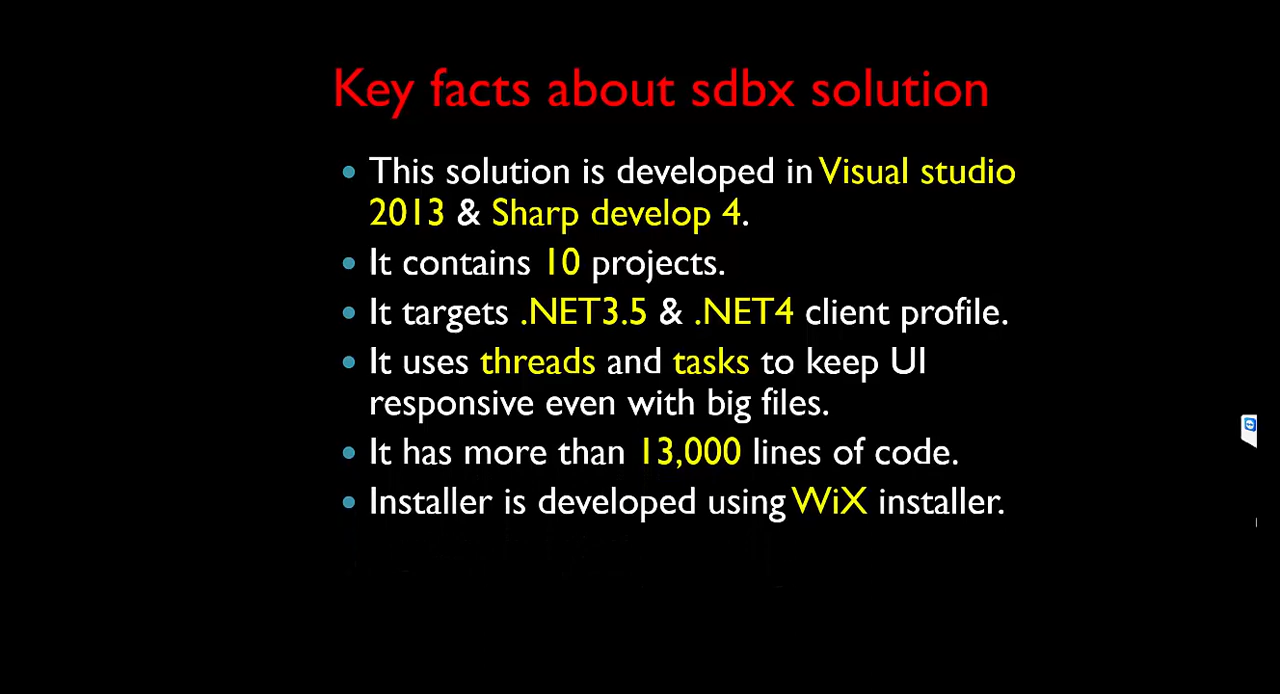 Key facts about sdbx solution
• This solution is developed in Visual studio
2013 & Sharp develop 4.
• It contains 10 projects.
• It targets .NET3.5 & .NET4 client profile.
• It uses threads and tasks to keep UI
responsive even with big files.
• It has more than 13,000 lines of code.
• Installer is developed using WiX installer.